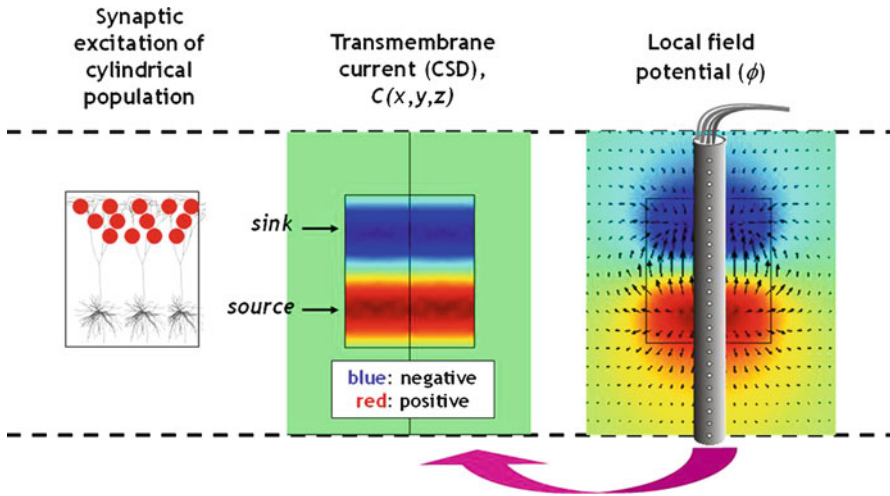 Synaptic
excitation of
cylindrical
population
Transmembrane
current (CSD),
C(x,y,z)
Local field
potential (ϕ)
sink
source
blue: negative
red: positive